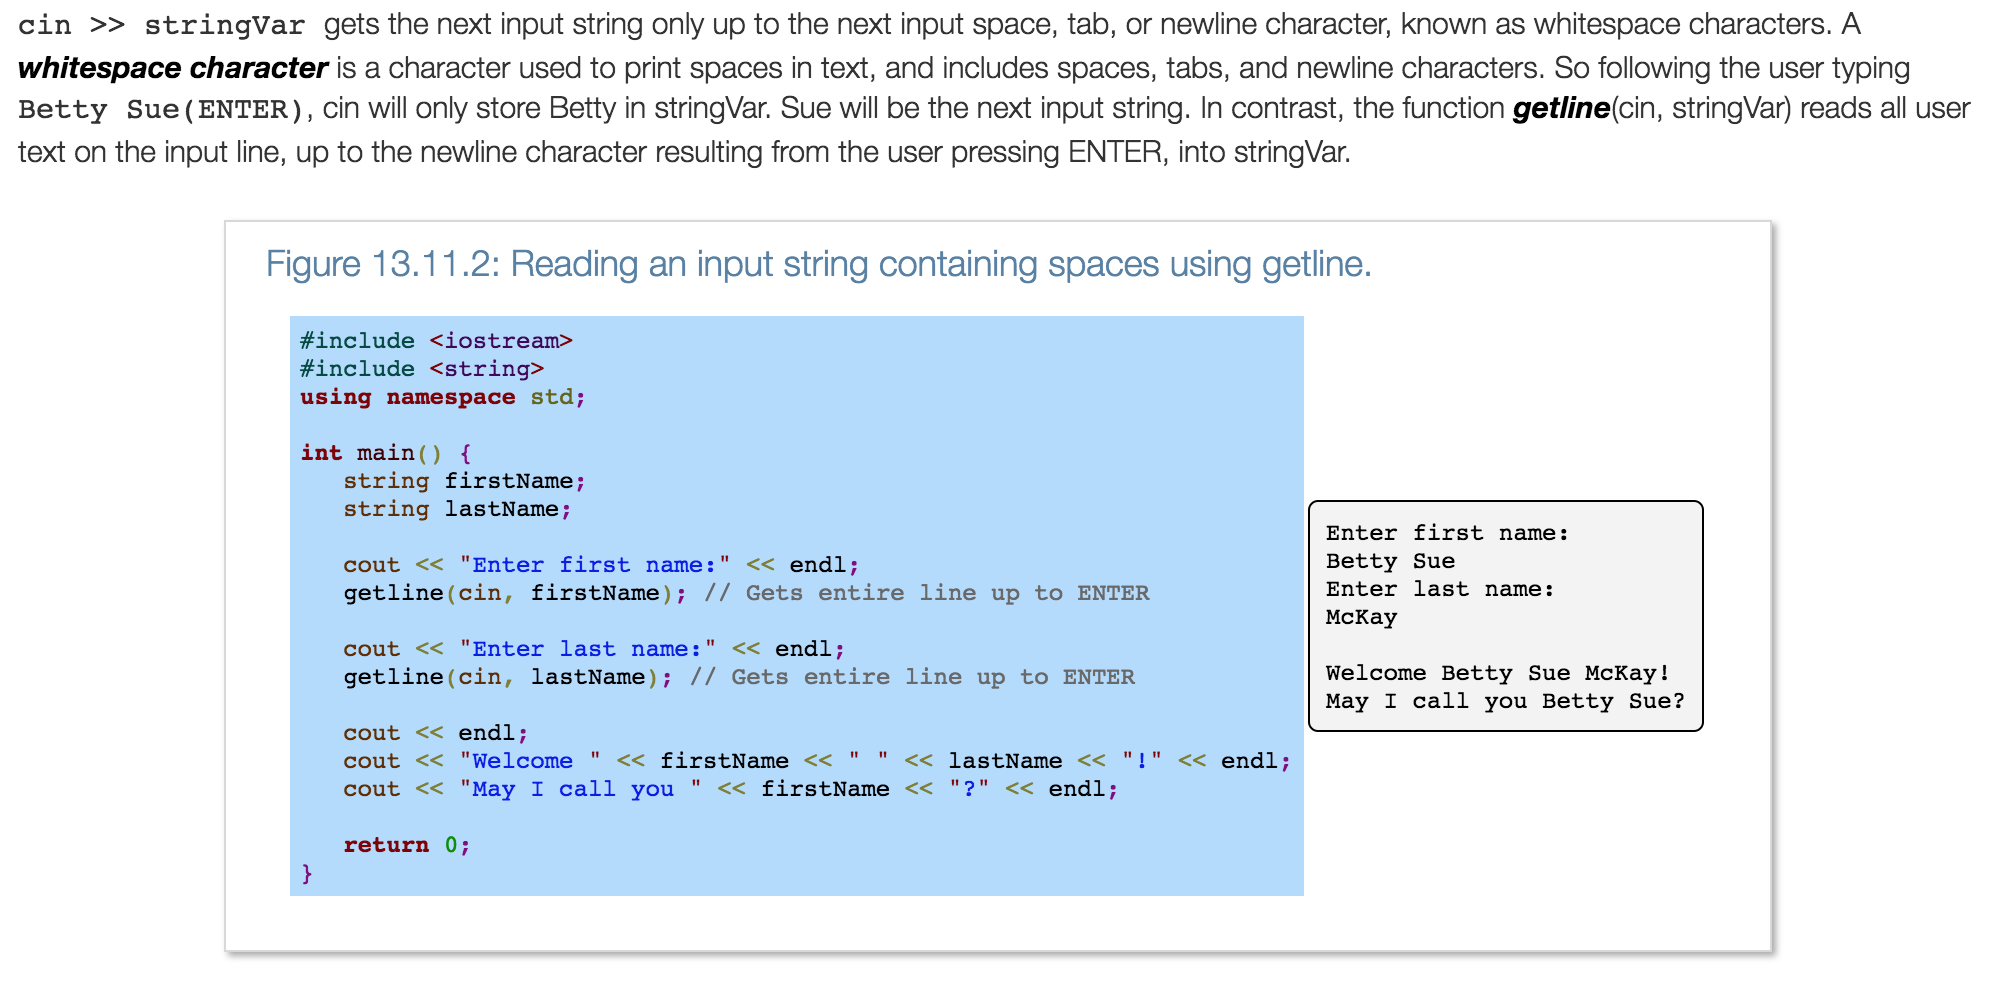 cin >> stringVar gets the next input string only up to the next input space, tab, or newline character, known as whitespace characters. A
whitespace character is a character used to print spaces in text, and includes spaces, tabs, and newline characters. So following the user typing
Betty Sue(ENTER), cin will only store Betty in stringVar. Sue will be the next input string. In contrast, the function getline(cin, stringVar) reads all user
text on the input line, up to the newline character resulting from the user pressing ENTER, into stringVar.
Figure 13.11.2: Reading an input string containing spaces using getline.
#include <iostream>
#include <string>
using namespace std;
int main() {
   string firstName;
   string lastName;
   cout << "Enter first name:" << endl;
   getline(cin, firstName); // Gets entire line up to ENTER
   cout << "Enter last name:" << endl;
   getline(cin, lastName); // Gets entire line up to ENTER
   cout << endl;
   cout << "Welcome " << firstName << " " << lastName << "!" << endl;
   cout << "May I call you " << firstName << "?" << endl;
   return 0;
}
Enter first name:
Betty Sue
Enter last name:
McKay
Welcome Betty Sue McKay!
May I call you Betty Sue?